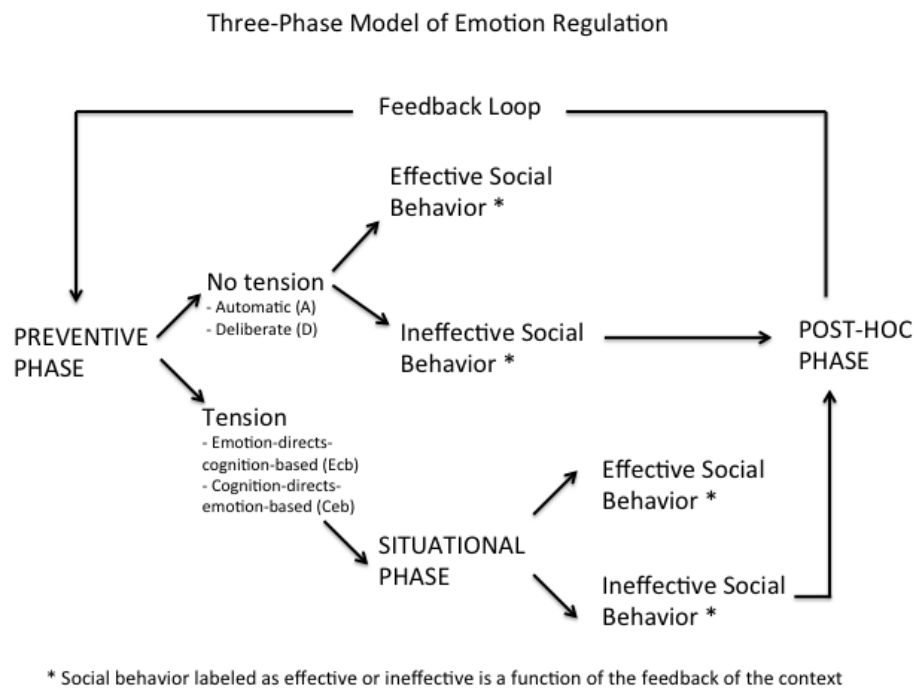 Three-Phase Model of Emotion Regulation
Feedback Loop
Effective Social
Behavior *
No tension
- Automatic (A)
- Deliberate (D)
Ineffective Social
Behavior *
PREVENTIVE
PHASE
POST-HOC
PHASE
Tension
- Emotion-directs-
cognition-based (Ecb)
- Cognition-directs-
emotion-based (Ceb)
Effective Social
Behavior *
SITUATIONAL
PHASE
Ineffective Social
Behavior *
* Social behavior labeled as effective or ineffective is a function of the feedback of the context